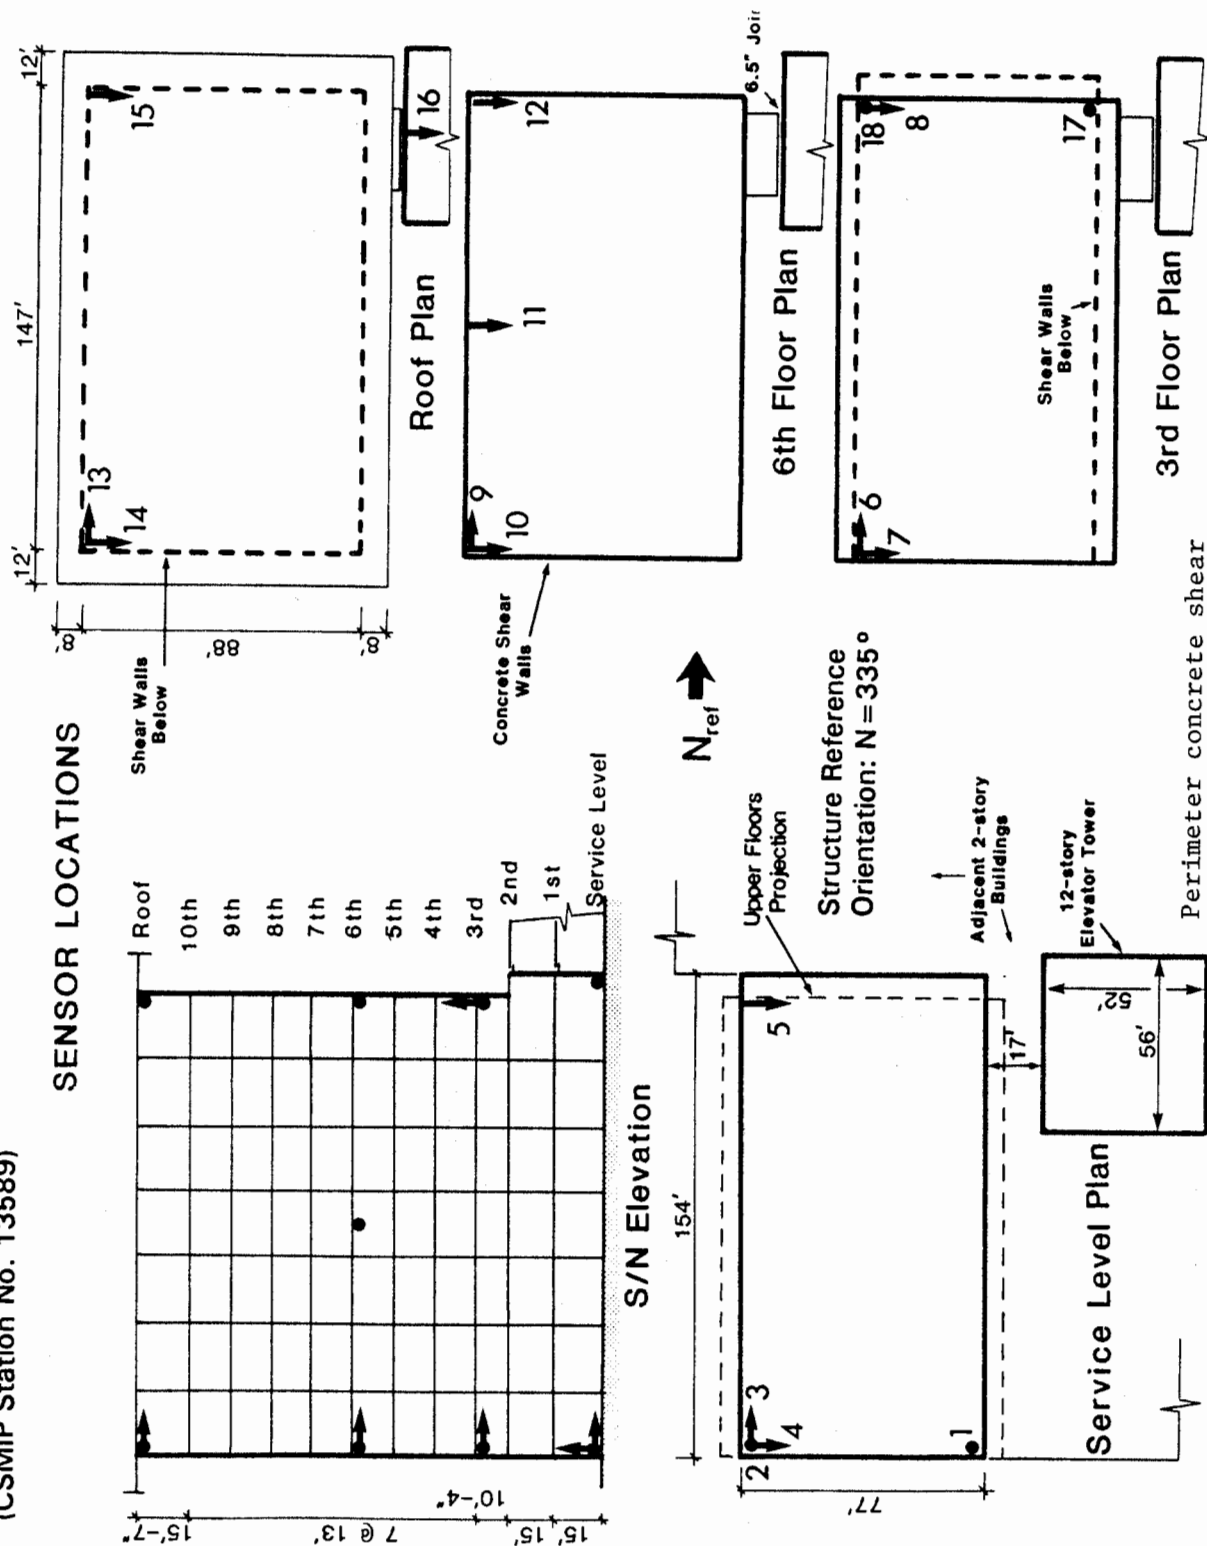 (CSMIP Station No. 13589)
SENSOR LOCATIONS
Roof
10th
9th
8th
7th
6th
5th
4th
3rd
2nd
1st
Service Level
15'-7"
7 @ 13'
10'-4"
15'
15'
S/N Elevation
12'
147'
12'
8'
88'
8'
Shear Walls
Below
13
14
15
16
Roof Plan
Concrete Shear
Walls
9
10
11
12
6.5" Joi
6th Floor Plan
6
7
18
8
17
Shear Walls
Below
3rd Floor Plan
N ref
Structure Reference
Orientation: N=335°
Upper Floors
Projection
154'
77'
2
3
4
5
1
17'
Adjacent 2-story
Buildings
12-story
Elevator Tower
52'
56'
Service Level Plan
Perimeter concrete shear